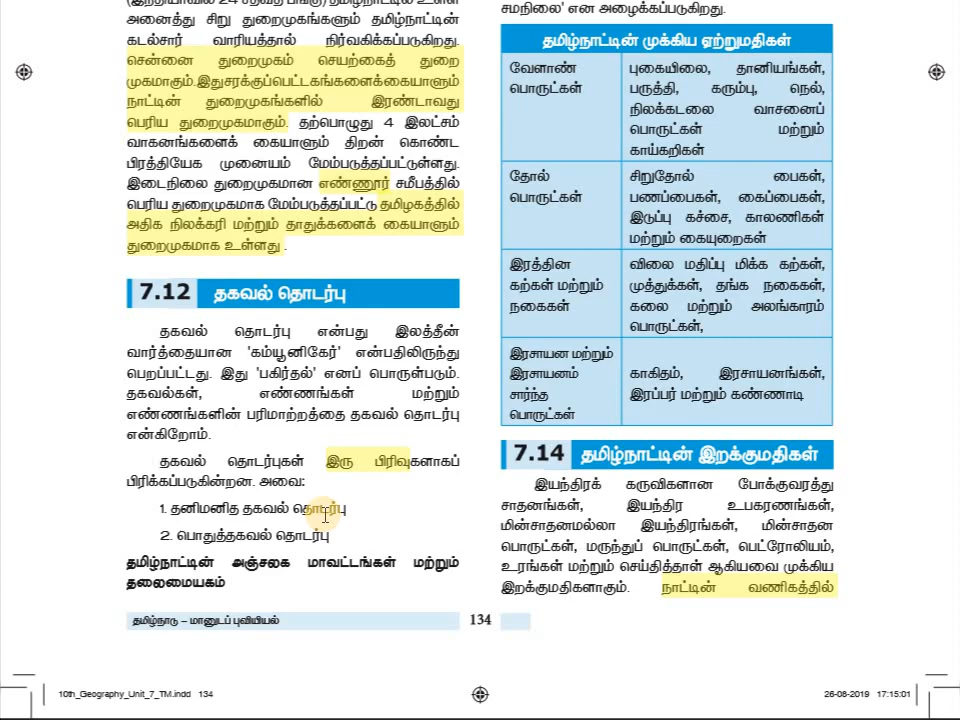 (இந்தியாவில் 24 சதவீத பங்கு) தமிழ்நாட்டில் உள்ள
அனைத்து சிறு துறைமுகங்களும் தமிழ்நாட்டின்
கடல்சார் வாரியத்தால் நிர்வகிக்கப்படுகிறது.
சென்னை துறைமுகம் செயற்கைத் துறை
முகமாகும்.இதுசரக்குப்பெட்டகங்களைக்கையாளும்
நாட்டின் துறைமுகங்களில் இரண்டாவது
பெரிய துறைமுகமாகும். தற்பொழுது 4 இலட்சம்
வாகனங்களைக் கையாளும் திறன் கொண்ட
பிரத்தியேக முனையம் மேம்படுத்தப்பட்டுள்ளது.
இடைநிலை துறைமுகமான எண்ணூர் சமீபத்தில்
பெரிய துறைமுகமாக மேம்படுத்தப்பட்டு தமிழகத்தில்
அதிக நிலக்கரி மற்றும் தாதுக்களைக் கையாளும்
துறைமுகமாக உள்ளது .
7.12 தகவல் தொடர்பு
தகவல் தொடர்பு என்பது இலத்தீன்
வார்த்தையான 'கம்யூனிகேர்' என்பதிலிருந்து
பெறப்பட்டது. இது 'பகிர்தல்' எனப் பொருள்படும்.
தகவல்கள், எண்ணங்கள் மற்றும்
எண்ணங்களின் பரிமாற்றத்தை தகவல் தொடர்பு
என்கிறோம்.
தகவல் தொடர்புகள் இரு பிரிவுகளாகப்
பிரிக்கப்படுகின்றன. அவை:
1. தனிமனித தகவல் தொடர்பு
2. பொதுத்தகவல் தொடர்பு
தமிழ்நாட்டின் அஞ்சலக மாவட்டங்கள் மற்றும்
தலைமையகம்
சமநிலை' என அழைக்கப்படுகிறது.
தமிழ்நாட்டின் முக்கிய ஏற்றுமதிகள்
வேளாண் புகையிலை, தானியங்கள்,
பொருட்கள் பருத்தி, கரும்பு, நெல்,
நிலக்கடலை வாசனைப்
பொருட்கள் மற்றும்
காய்கறிகள்
தோல் சிறுதோல் பைகள்,
பொருட்கள் பணப்பைகள், கைப்பைகள்,
இடுப்பு கச்சை, காலணிகள்
மற்றும் கையுறைகள்
இரத்தின விலை மதிப்பு மிக்க கற்கள்,
கற்கள் மற்றும் முத்துக்கள், தங்க நகைகள்,
நகைகள் கலை மற்றும் அலங்காரம்
பொருட்கள்,
இரசாயன மற்றும்
இரசாயனம் காகிதம், இரசாயனங்கள்,
சார்ந்த இரப்பர் மற்றும் கண்ணாடி
பொருட்கள்
7.14 தமிழ்நாட்டின் இறக்குமதிகள்
இயந்திரக் கருவிகளான போக்குவரத்து
சாதனங்கள், இயந்திர உபகரணங்கள்,
மின்சாதனமல்லா இயந்திரங்கள், மின்சாதன
பொருட்கள், மருந்துப் பொருட்கள், பெட்ரோலியம்,
உரங்கள் மற்றும் செய்தித்தாள் ஆகியவை முக்கிய
இறக்குமதிகளாகும். நாட்டின் வணிகத்தில்
தமிழ்நாடு – மானுடப் புவியியல் 134
10th_Geography_Unit_7_TM.indd 134 26-08-2019 17:15:01